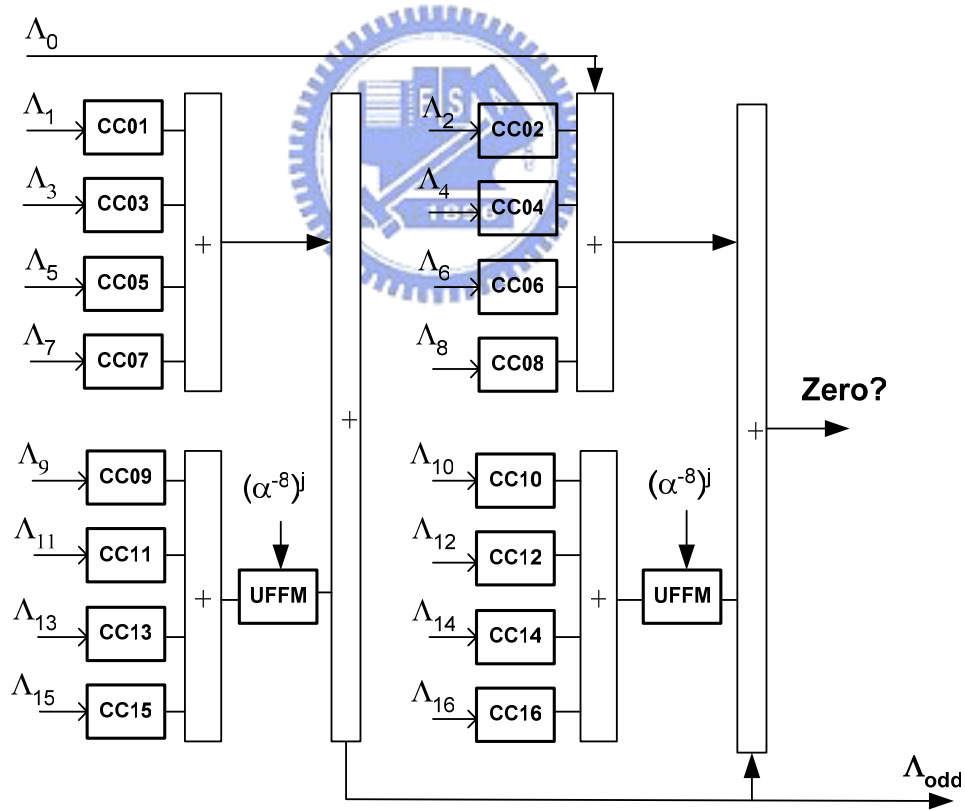 Λ0
Λ1 CC01
Λ3 CC03
Λ5 CC05
Λ7 CC07
+
Λ9 CC09
Λ11 CC11
Λ13 CC13
Λ15 CC15
+
(α-8)j
UFFM
+
Λ2 CC02
Λ4 CC04
Λ6 CC06
Λ8 CC08
+
Λ10 CC10
Λ12 CC12
Λ14 CC14
Λ16 CC16
+
(α-8)j
UFFM
+
Zero?
Λodd
E S A
1896